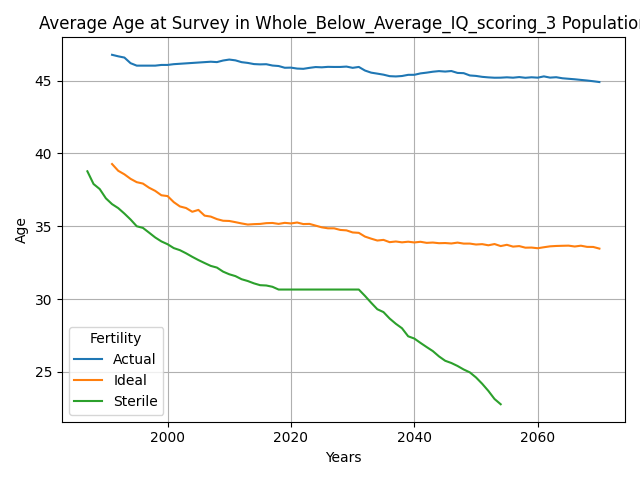 Average Age at Survey in Whole_Below_Average_IQ_scoring_3 Population
45
40
35
30
25
Age
Fertility
Actual
Ideal
Sterile
2000 2020 2040 2060
Years